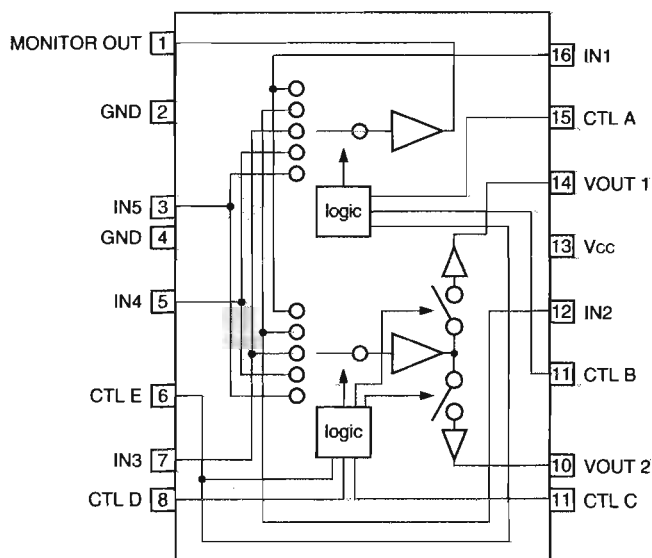 MONITOR OUT 1
GND 2
IN5 3
GND 4
IN4 5
CTL E 6
IN3 7
CTL D 8
16 IN1
15 CTL A
14 VOUT 1
13 Vcc
12 IN2
11 CTL B
10 VOUT 2
11 CTL C
logic
logic